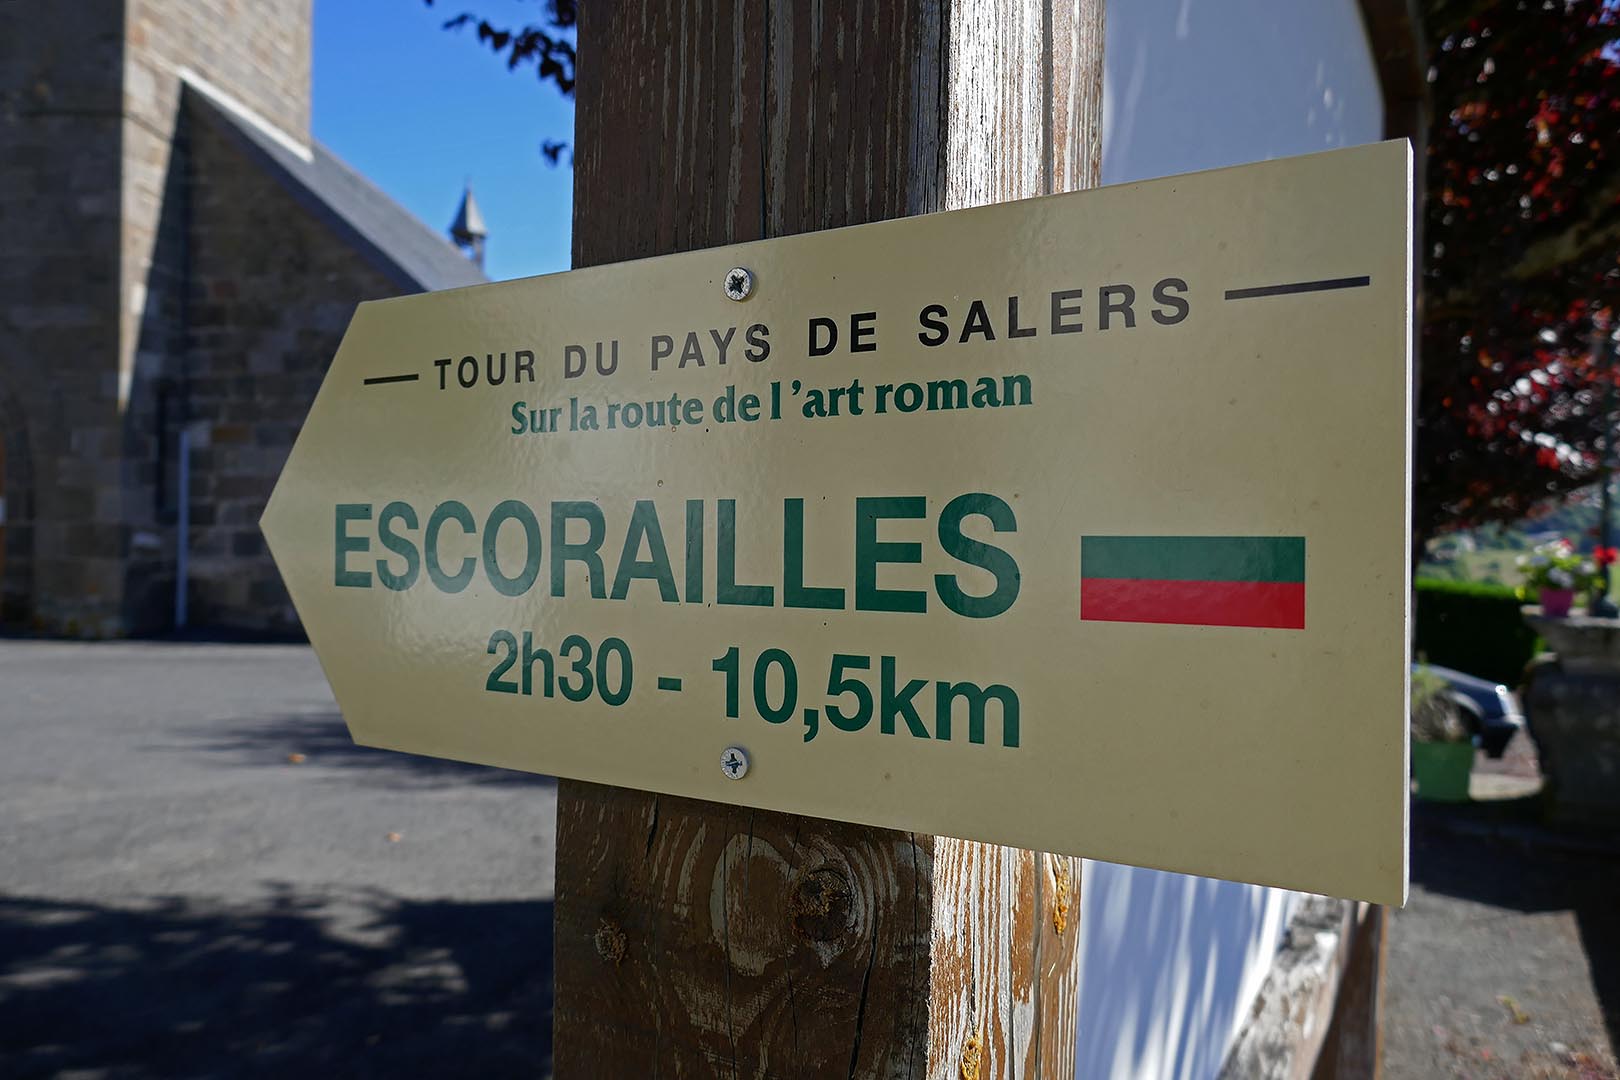 TOUR DU PAYS DE SALERS
Sur la route de l'art roman
ESCORAILLES
2h30 - 10,5km